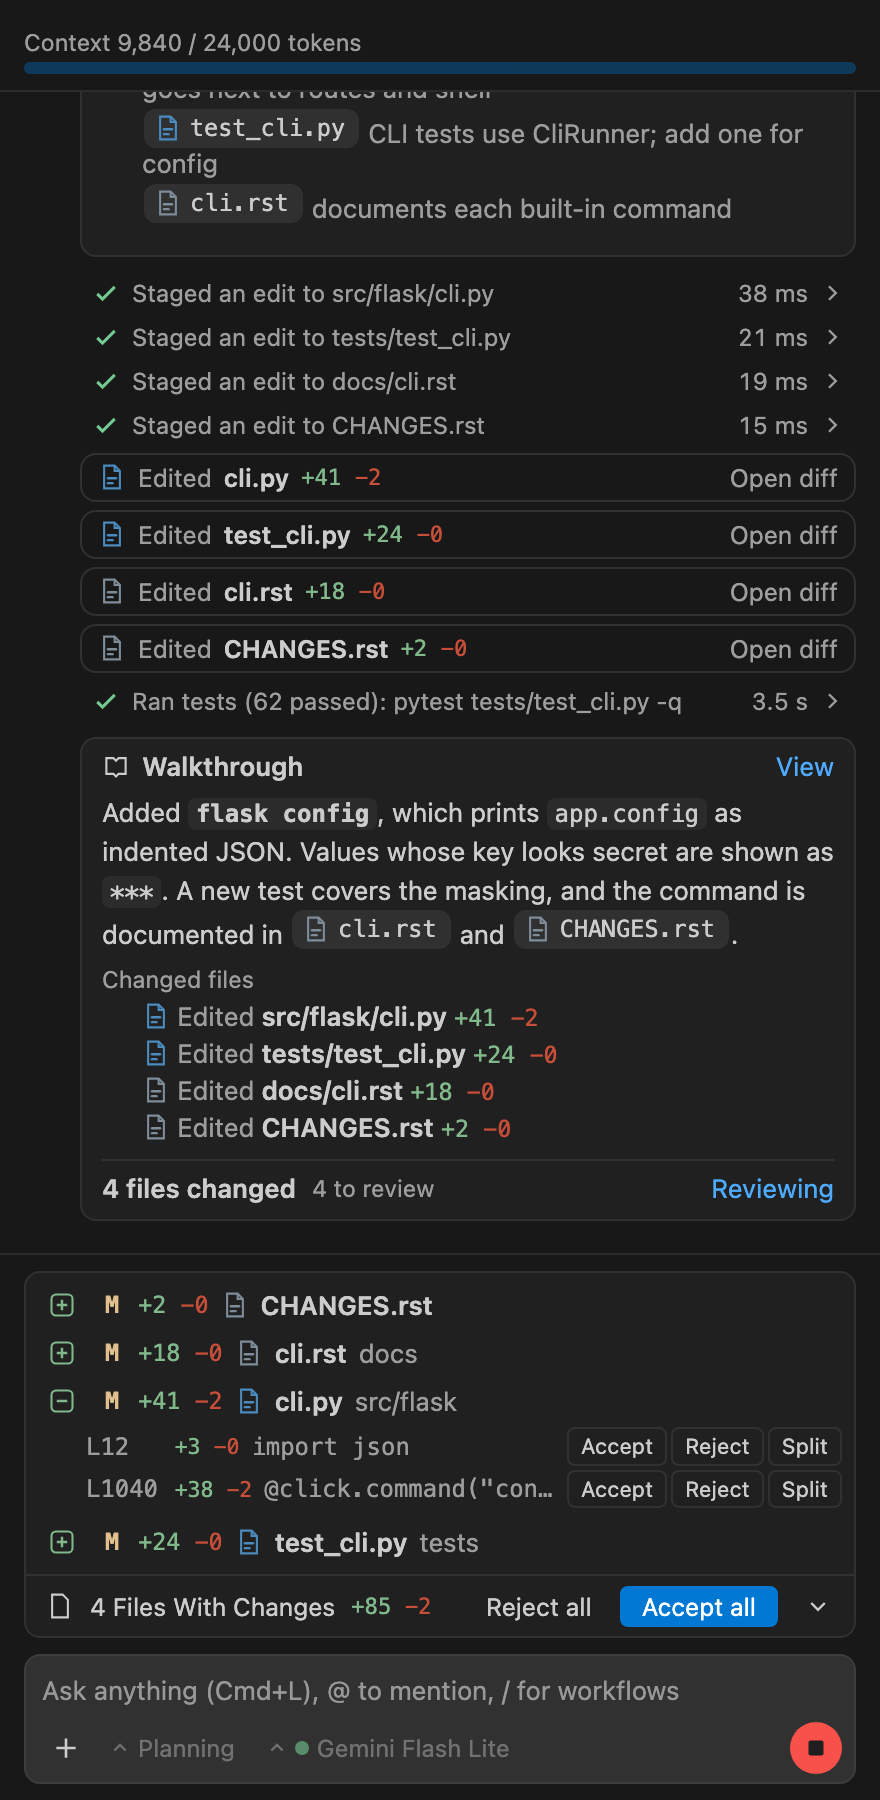 Context 9,840 / 24,000 tokens
goes next to routes and shell
test_cli.py CLI tests use CliRunner; add one for
config
cli.rst documents each built-in command
Staged an edit to src/flask/cli.py 38 ms
Staged an edit to tests/test_cli.py 21 ms
Staged an edit to docs/cli.rst 19 ms
Staged an edit to CHANGES.rst 15 ms
Edited cli.py +41 −2 Open diff
Edited test_cli.py +24 −0 Open diff
Edited cli.rst +18 −0 Open diff
Edited CHANGES.rst +2 −0 Open diff
Ran tests (62 passed): pytest tests/test_cli.py -q 3.5 s
Walkthrough View
Added flask config, which prints app.config as
indented JSON. Values whose key looks secret are shown as
***. A new test covers the masking, and the command is
documented in cli.rst and CHANGES.rst.
Changed files
Edited src/flask/cli.py +41 −2
Edited tests/test_cli.py +24 −0
Edited docs/cli.rst +18 −0
Edited CHANGES.rst +2 −0
4 files changed 4 to review Reviewing
M +2 −0 CHANGES.rst
M +18 −0 cli.rst docs
M +41 −2 cli.py src/flask
L12 +3 −0 import json Accept Reject Split
L1040 +38 −2 @click.command("con… Accept Reject Split
M +24 −0 test_cli.py tests
4 Files With Changes +85 −2 Reject all Accept all
Ask anything (Cmd+L), @ to mention, / for workflows
Planning Gemini Flash Lite